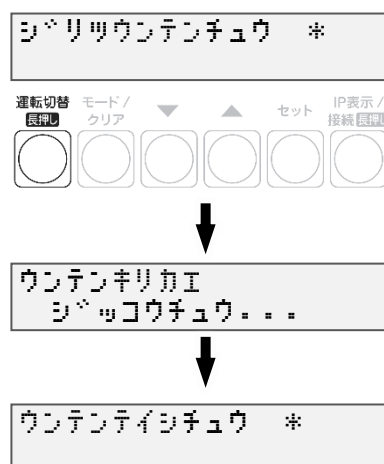 ジリツウンテンチュウ *
運転切替 モード / ▼ ▲ セット IP表示 /
長押し クリア 接続 長押し
ウンテンキリカエ
ジッコウチュウ...
ウンテンテイシチュウ *